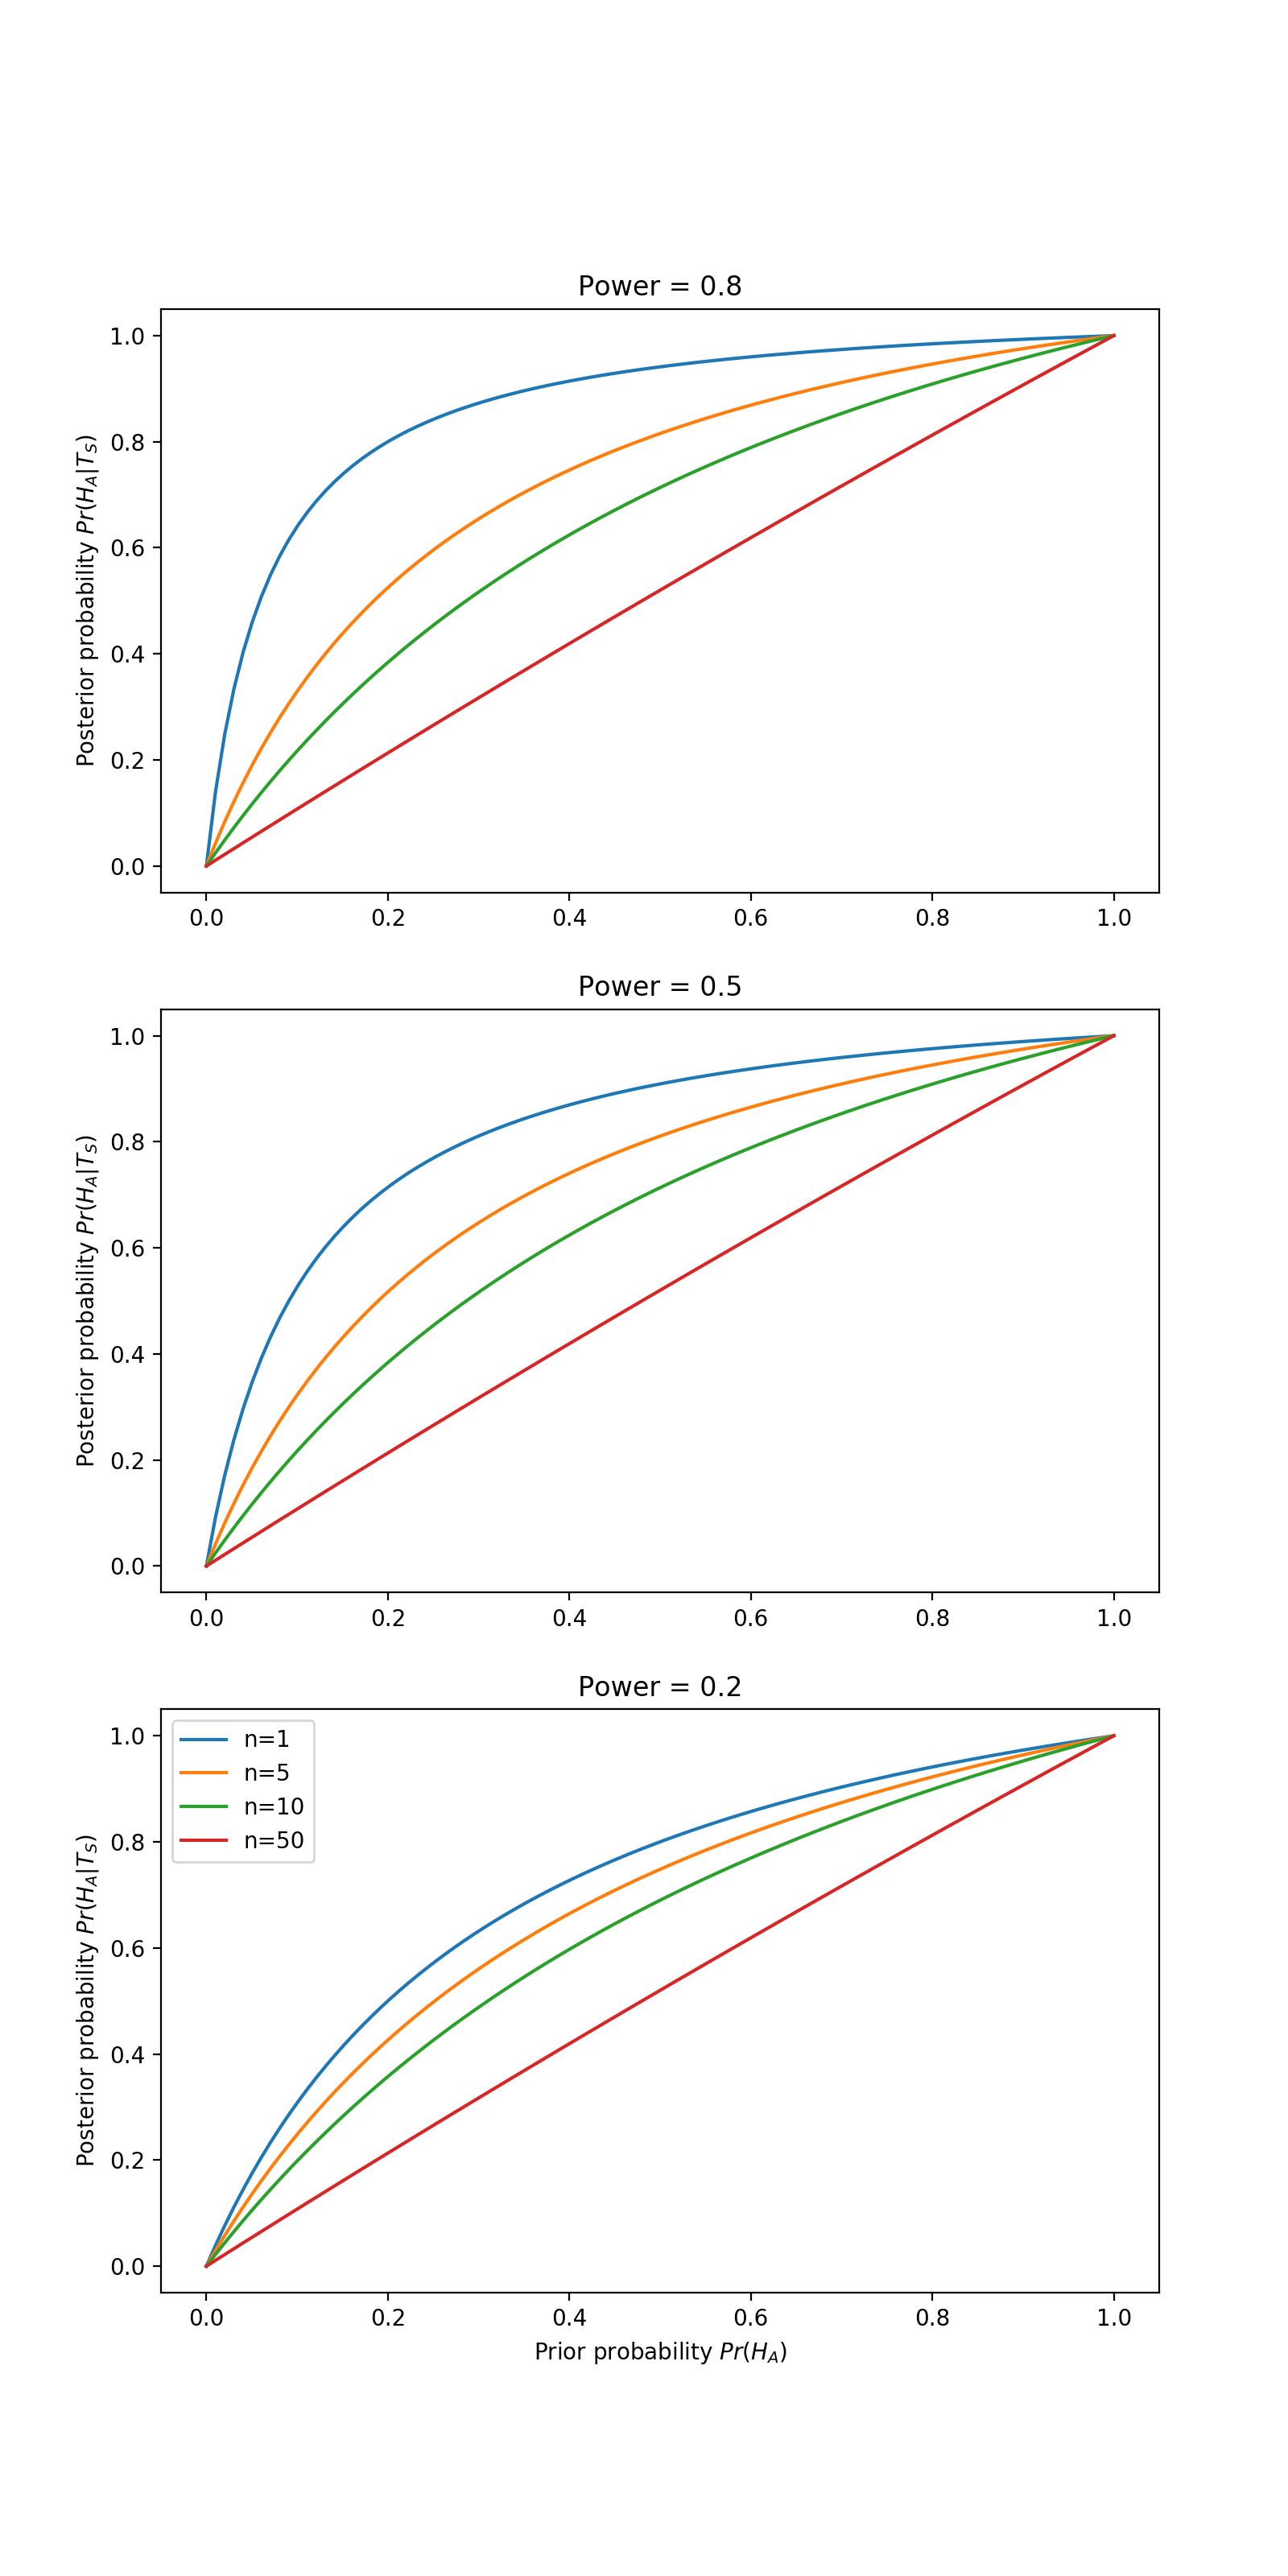 Power = 0.8
Posterior probability Pr(H_A|T_S)
1.0
0.8
0.6
0.4
0.2
0.0
0.0 0.2 0.4 0.6 0.8 1.0
Power = 0.5
Posterior probability Pr(H_A|T_S)
1.0
0.8
0.6
0.4
0.2
0.0
0.0 0.2 0.4 0.6 0.8 1.0
Power = 0.2
Posterior probability Pr(H_A|T_S)
1.0
0.8
0.6
0.4
0.2
0.0
n=1
n=5
n=10
n=50
0.0 0.2 0.4 0.6 0.8 1.0
Prior probability Pr(H_A)